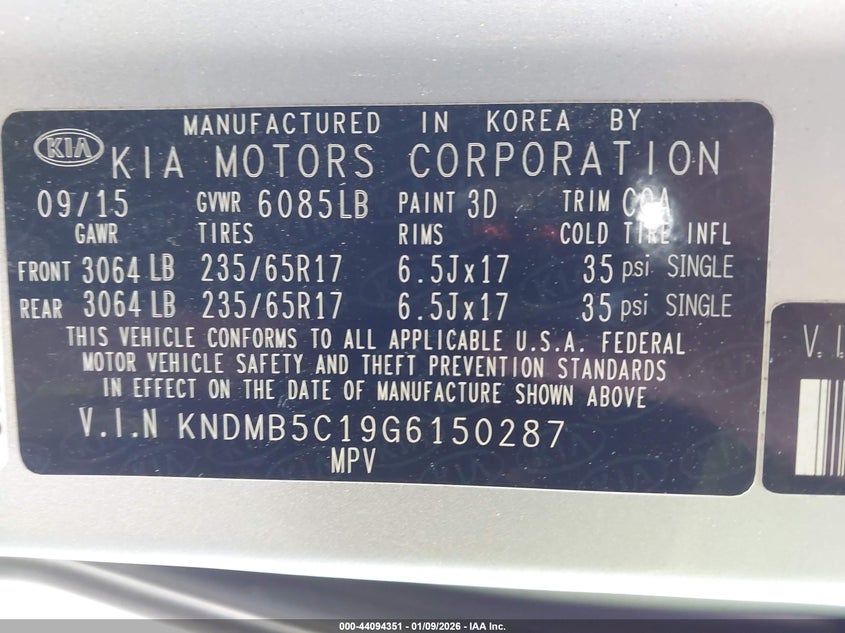 MANUFACTURED IN KOREA BY
KIA KIA MOTORS CORPORATION
09/15 GVWR 6085LB PAINT 3D TRIM
GAWR TIRES RIMS COLD TIRE INFL
FRONT 3064 LB 235/65R17 6.5Jx17 35 psi SINGLE
REAR 3064 LB 235/65R17 6.5Jx17 35 psi SINGLE
THIS VEHICLE CONFORMS TO ALL APPLICABLE U.S.A. FEDERAL
MOTOR VEHICLE SAFETY AND THEFT PREVENTION STANDARDS
IN EFFECT ON THE DATE OF MANUFACTURE SHOWN ABOVE
V.I.N KNDMB5C19G6150287
MPV
000-44094351 | 01/09/2026 - IAA Inc.